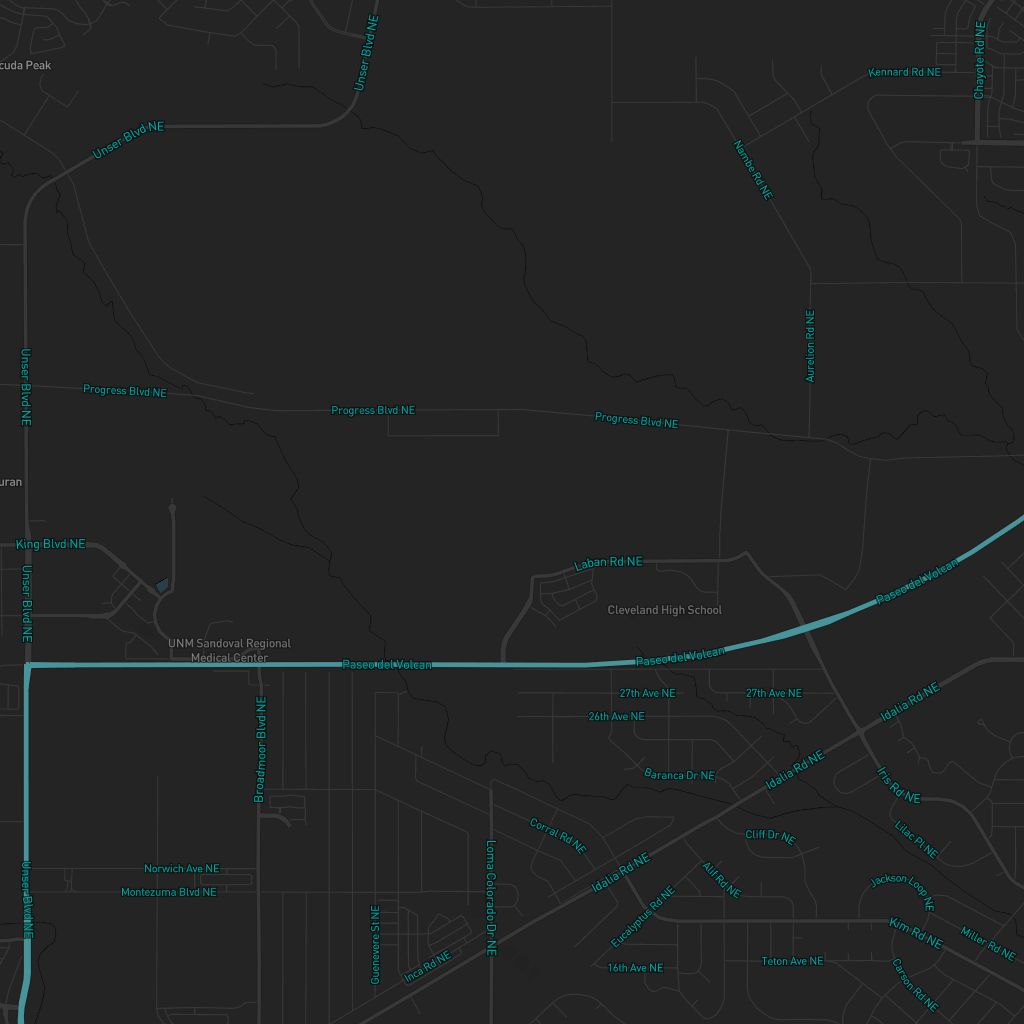 Unser Blvd NE
cuda Peak
Chayote Rd NE
Kennard Rd NE
Unser Blvd NE
Nambe Rd NE
Aurelion Rd NE
Unser Blvd NE
Progress Blvd NE
Progress Blvd NE
Progress Blvd NE
uran
King Blvd NE
Unser Blvd NE
Laban Rd NE
Paseo del Volcan
Cleveland High School
UNM Sandoval Regional
Medical Center
Paseo del Volcan
Paseo del Volcan
27th Ave NE
27th Ave NE
Idalia Rd NE
26th Ave NE
Broadmoor Blvd NE
Baranca Dr NE
Idalia Rd NE
Iris Rd NE
Corral Rd NE
Cliff Dr NE
Lilac Pl NE
Norwich Ave NE
Loma Colorado Dr NE
Idalia Rd NE
Alif Rd NE
Jackson Loop NE
Montezuma Blvd NE
Unser Blvd NE
Guenevere St NE
Eucalyptus Rd NE
Kim Rd NE
Miller Rd NE
Inca Rd NE
16th Ave NE
Teton Ave NE
Carson Rd NE